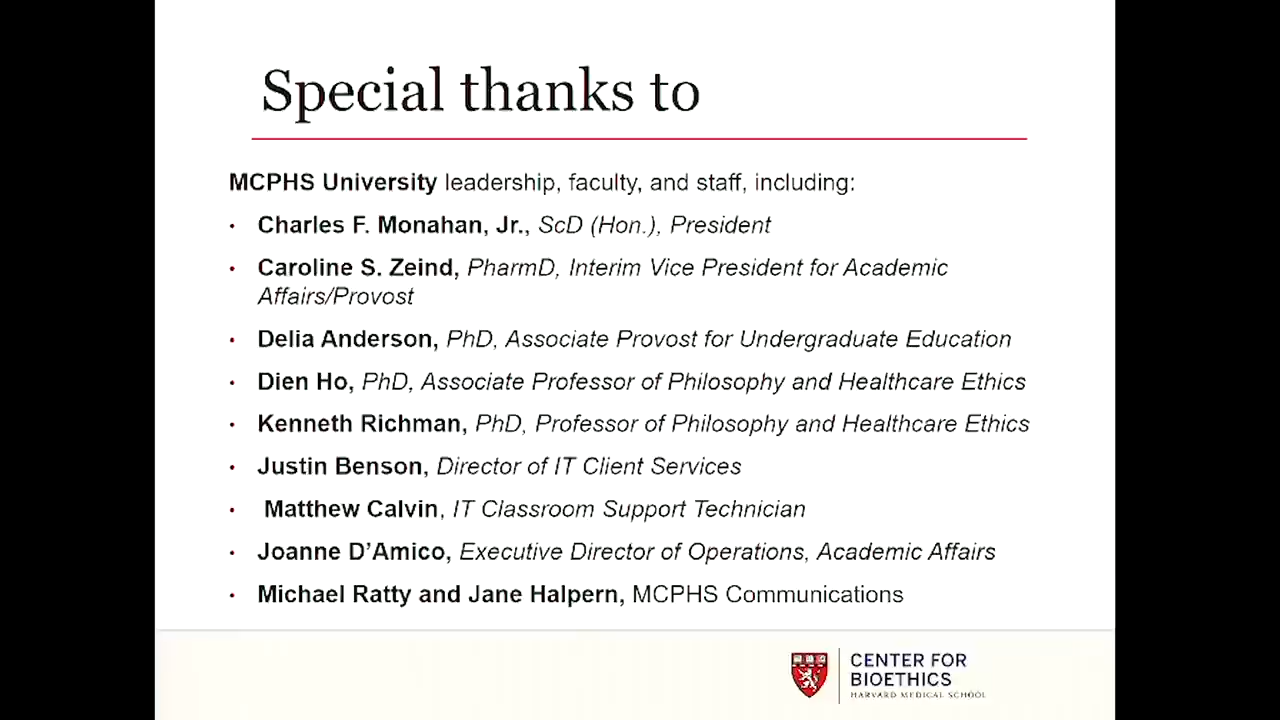 Special thanks to
MCPHS University leadership, faculty, and staff, including:
• Charles F. Monahan, Jr., ScD (Hon.), President
• Caroline S. Zeind, PharmD, Interim Vice President for Academic
Affairs/Provost
• Delia Anderson, PhD, Associate Provost for Undergraduate Education
• Dien Ho, PhD, Associate Professor of Philosophy and Healthcare Ethics
• Kenneth Richman, PhD, Professor of Philosophy and Healthcare Ethics
• Justin Benson, Director of IT Client Services
• Matthew Calvin, IT Classroom Support Technician
• Joanne D’Amico, Executive Director of Operations, Academic Affairs
• Michael Ratty and Jane Halpern, MCPHS Communications
CENTER FOR
BIOETHICS
HARVARD MEDICAL SCHOOL